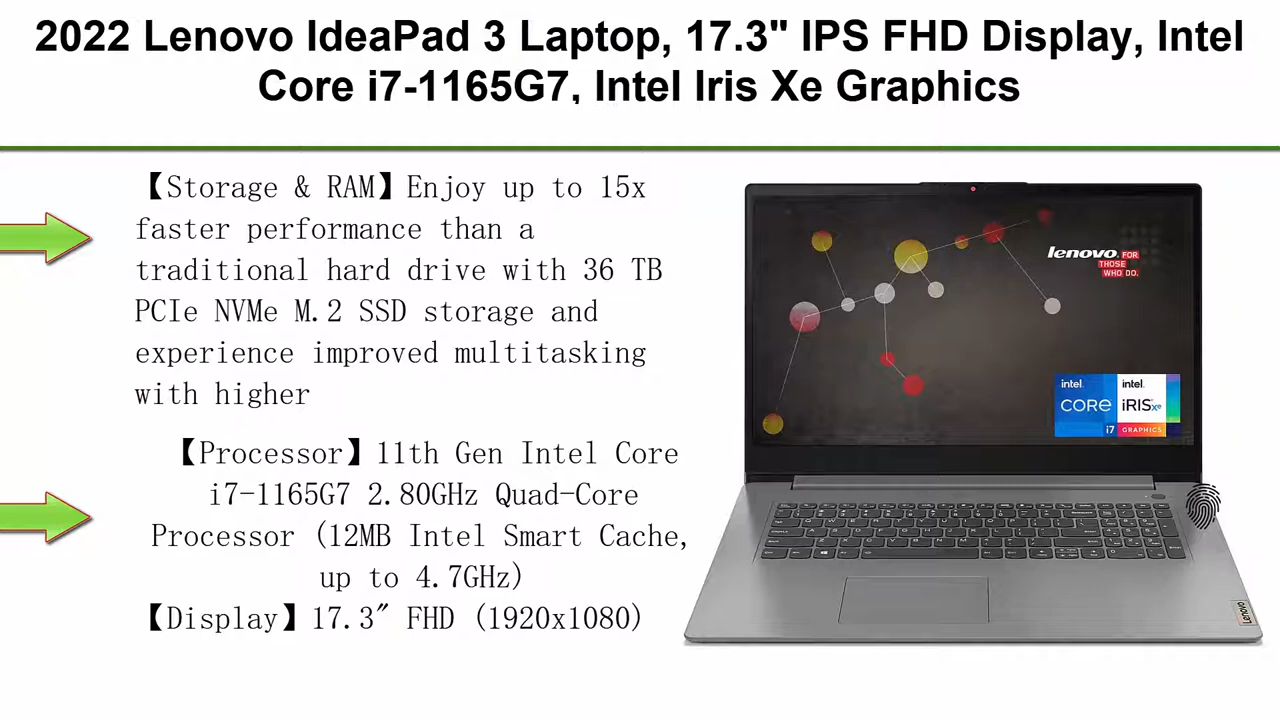 2022 Lenovo IdeaPad 3 Laptop, 17.3" IPS FHD Display, Intel
Core i7-1165G7, Intel Iris Xe Graphics
【Storage & RAM】Enjoy up to 15x
faster performance than a
traditional hard drive with 36 TB
PCIe NVMe M.2 SSD storage and
experience improved multitasking
with higher
【Processor】11th Gen Intel Core
i7-1165G7 2.80GHz Quad-Core
Processor (12MB Intel Smart Cache,
up to 4.7GHz)
【Display】17.3″ FHD (1920x1080)
lenovo FOR
THOSE
WHO DO.
intel. intel.
CORE iRIS xe
i7 GRAPHICS
Lenovo